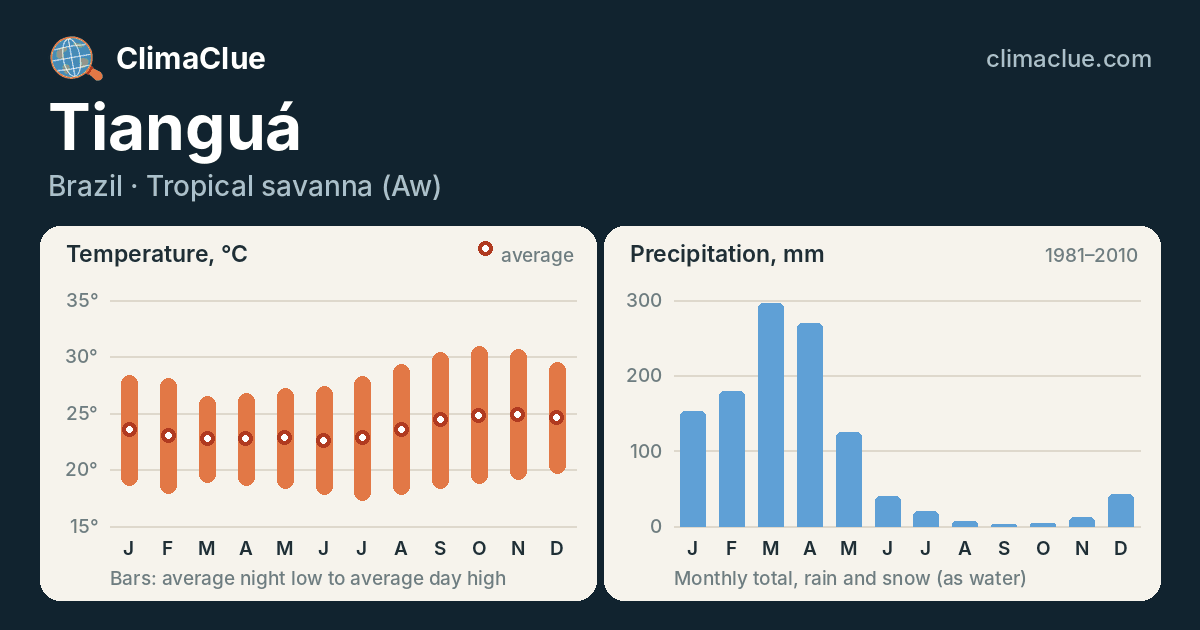 ClimaClue
climaclue.com
Tianguá
Brazil · Tropical savanna (Aw)
Temperature, °C
average
35°
30°
25°
20°
15°
J F M A M J J A S O N D
Bars: average night low to average day high
Precipitation, mm
1981–2010
300
200
100
0
J F M A M J J A S O N D
Monthly total, rain and snow (as water)